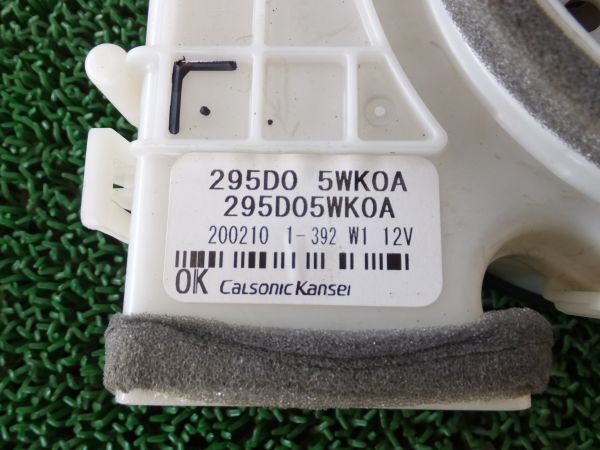 295D0 5WK0A
295D05WK0A
200210 1-392 W1 12V
OK CalsonicKansei